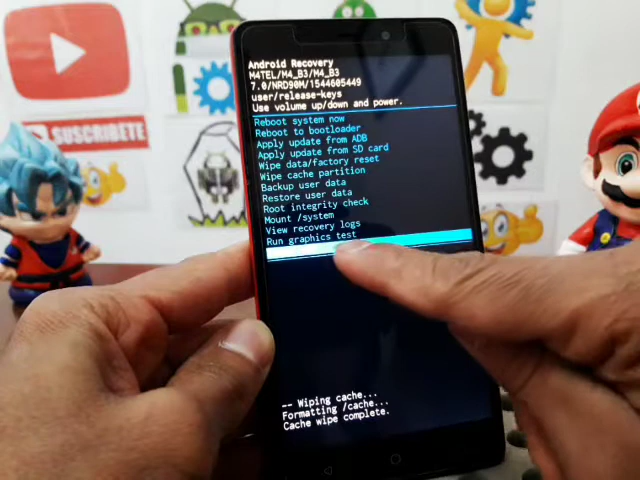 SUSCRIBETE
Android Recovery
M4TEL/M4_B3/M4_B3
7.0/NRD90M/1544605449
user/release-keys
Use volume up/down and power.
Reboot system now
Reboot to bootloader
Apply update from ADB
Apply update from SD card
Wipe data/factory reset
Wipe cache partition
Backup user data
Restore user data
Root integrity check
Mount /system
View recovery logs
Run graphics test
-- Wiping cache...
Formatting /cache...
Cache wipe complete.